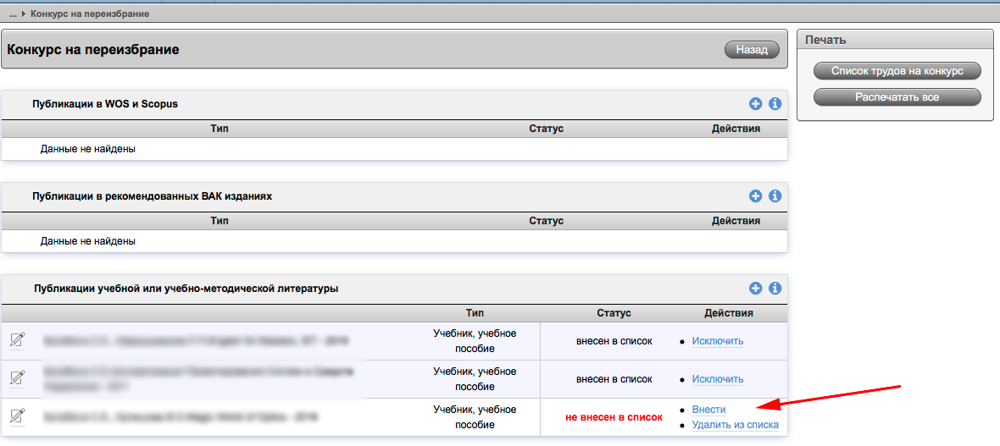 ... Конкурс на переизбрание
Конкурс на переизбрание
Назад
Печать
Список трудов на конкурс
Распечатать все
Публикации в WOS и Scopus
Тип Статус Действия
Данные не найдены
Публикации в рекомендованных ВАК изданиях
Тип Статус Действия
Данные не найдены
Публикации учебной или учебно-методической литературы
Тип Статус Действия
Учебник, учебное
пособие
внесен в список
Исключить
Учебник, учебное
пособие
внесен в список
Исключить
Учебник, учебное
пособие
не внесен в список
Внести
Удалить из списка